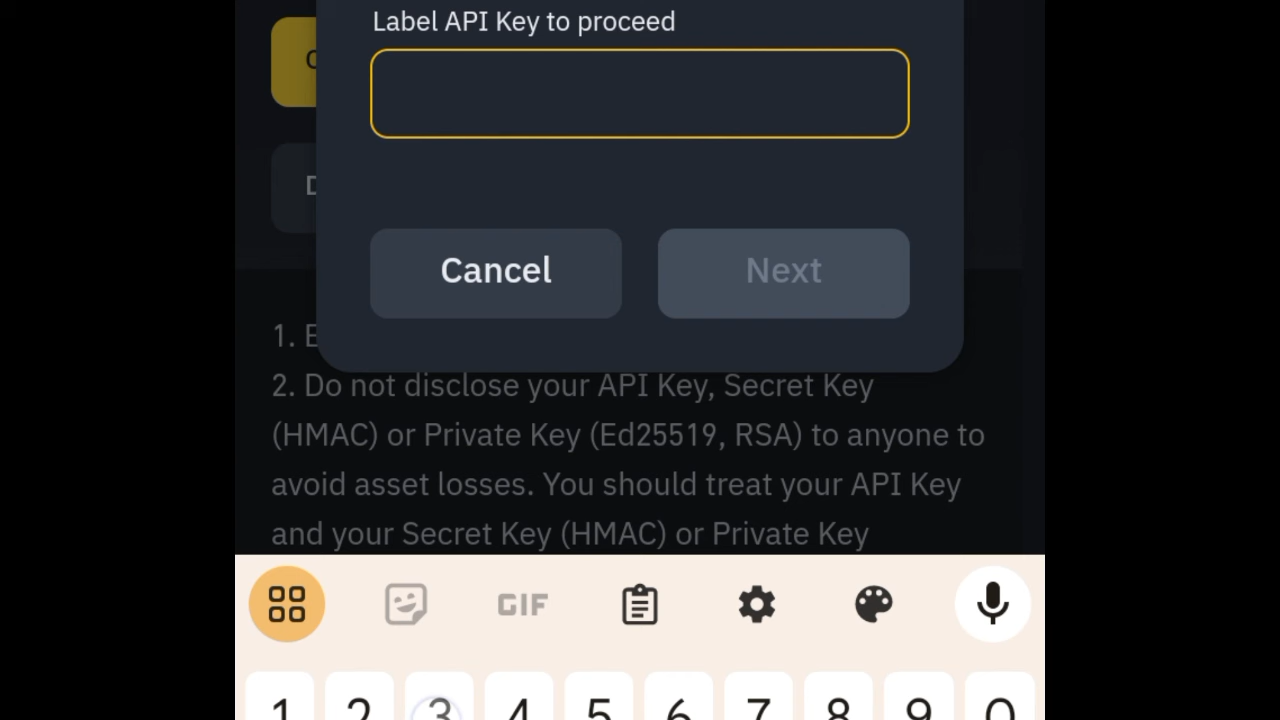 Label API Key to proceed
Cancel
Next
1.
2. Do not disclose your API Key, Secret Key
(HMAC) or Private Key (Ed25519, RSA) to anyone to
avoid asset losses. You should treat your API Key
and your Secret Key (HMAC) or Private Key
GIF
1 2 3 4 5 6 7 8 9 0